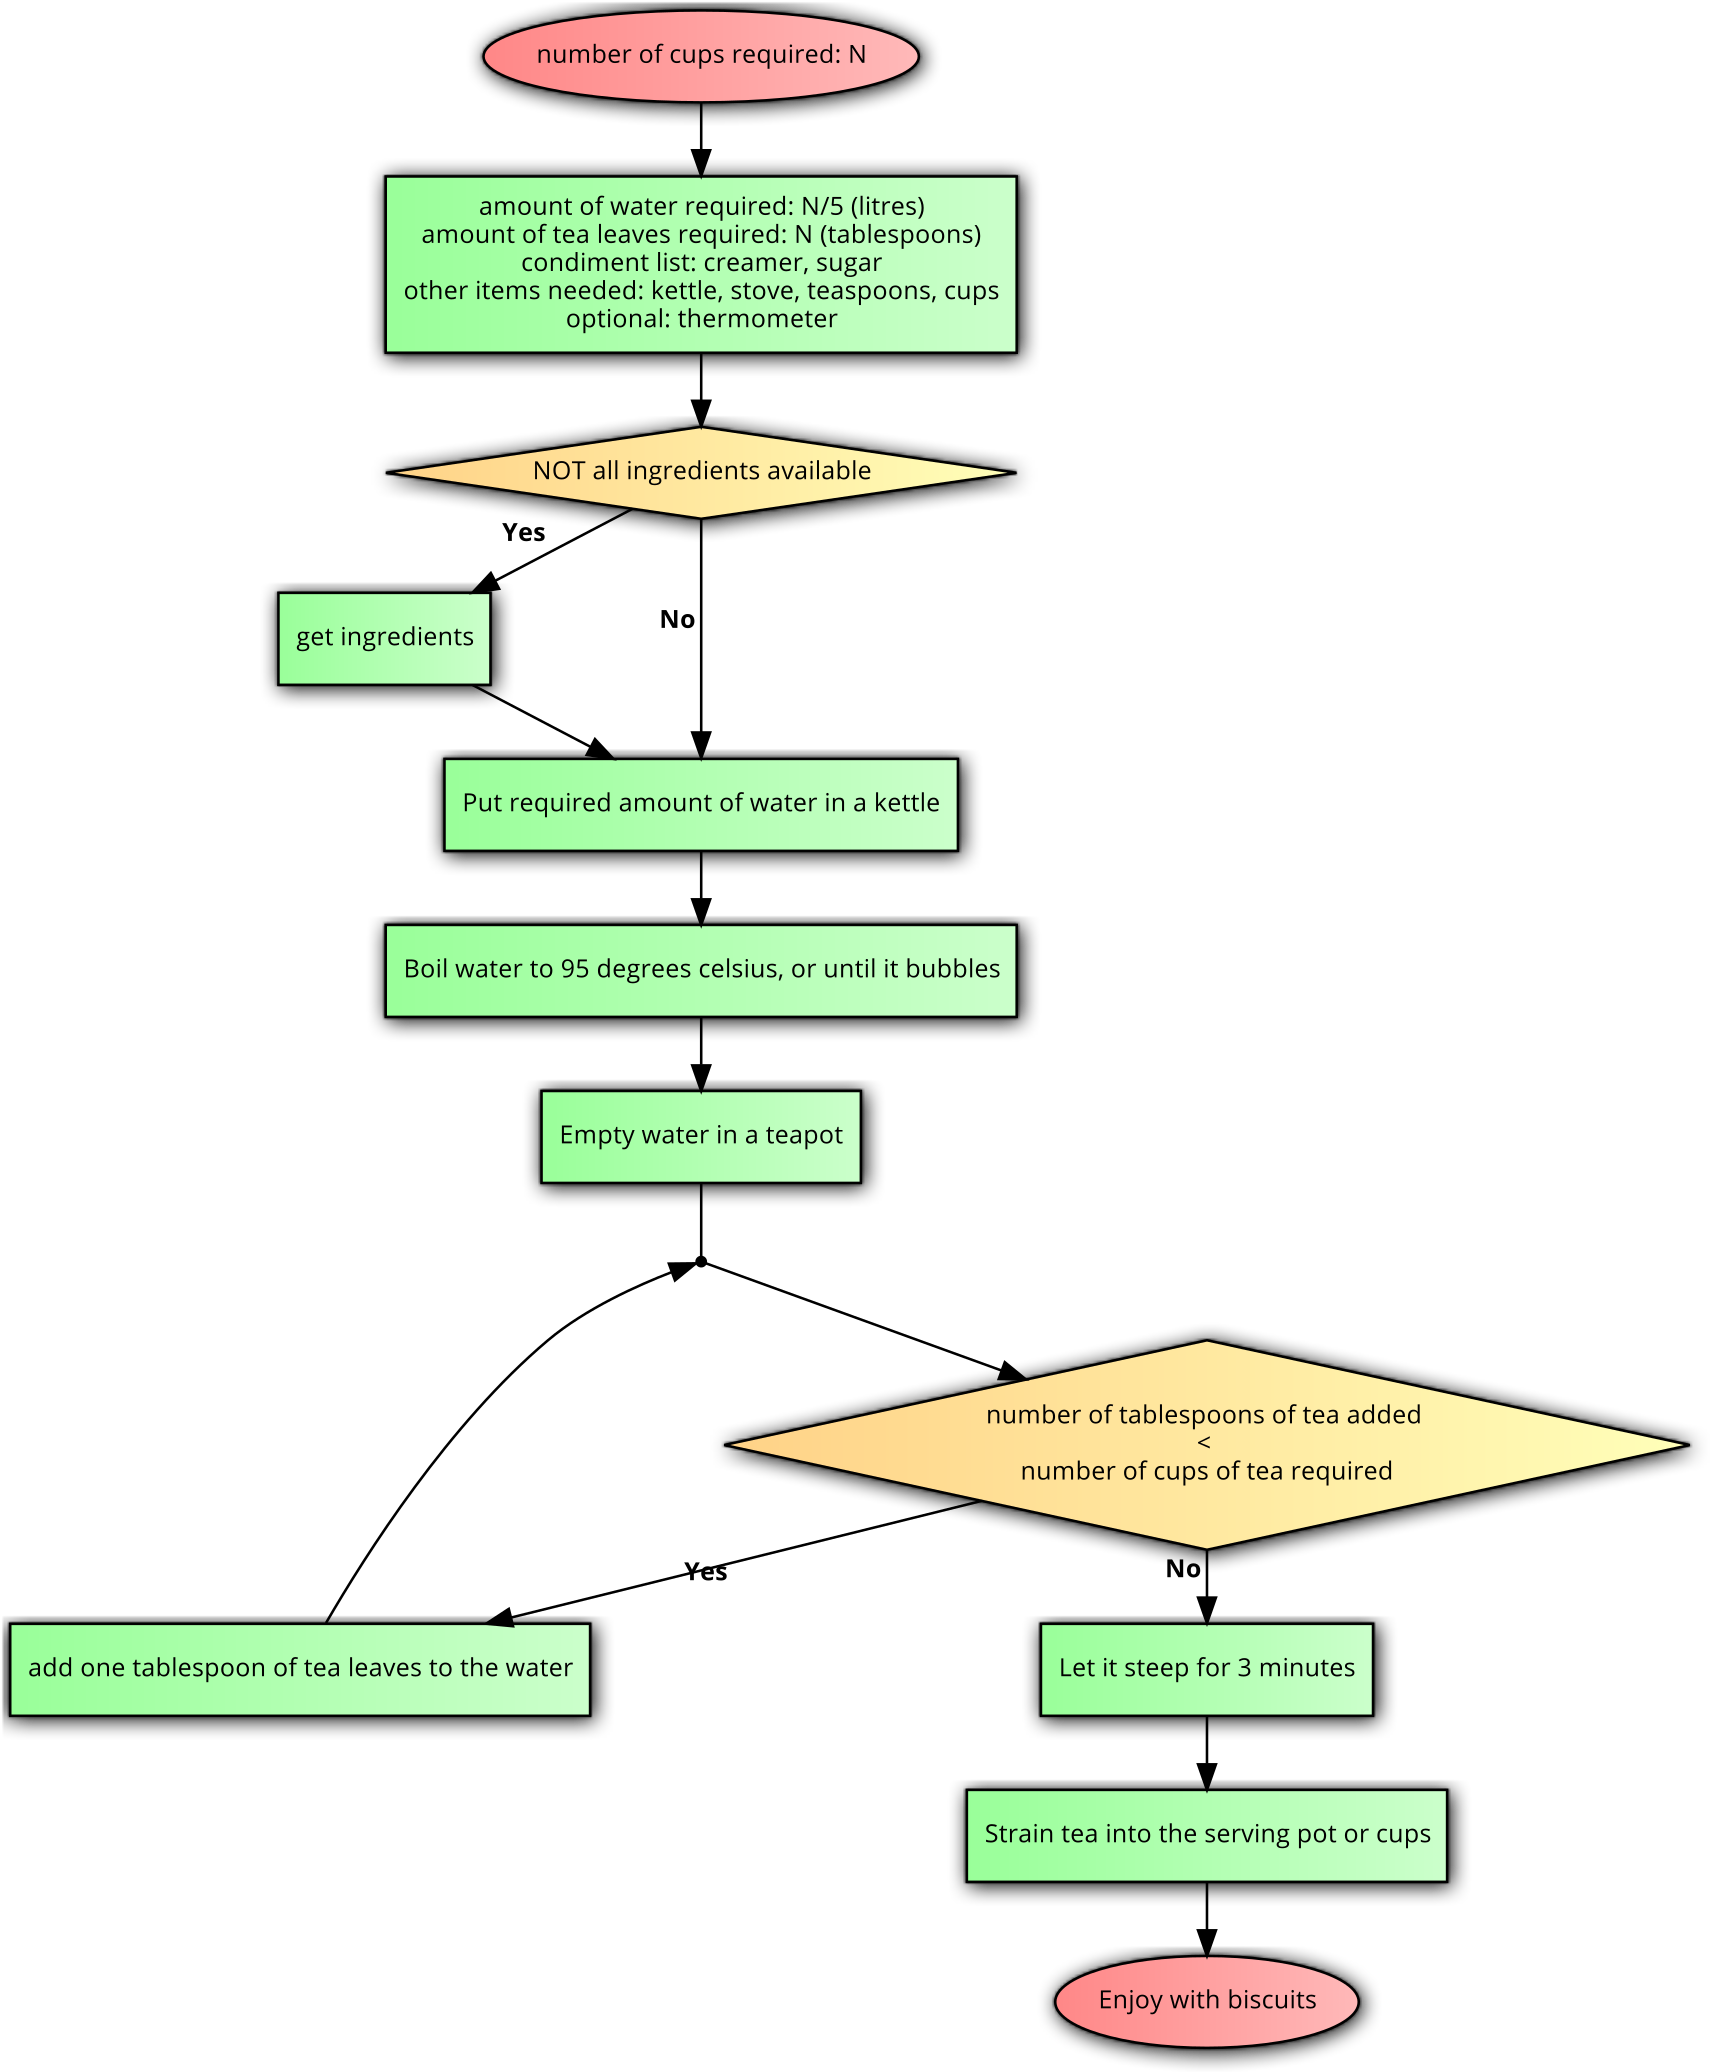 number of cups required: N
amount of water required: N/5 (litres)
amount of tea leaves required: N (tablespoons)
condiment list: creamer, sugar
other items needed: kettle, stove, teaspoons, cups
optional: thermometer
NOT all ingredients available
Yes
No
get ingredients
Put required amount of water in a kettle
Boil water to 95 degrees celsius, or until it bubbles
Empty water in a teapot
number of tablespoons of tea added
<
number of cups of tea required
Yes
No
add one tablespoon of tea leaves to the water
Let it steep for 3 minutes
Strain tea into the serving pot or cups
Enjoy with biscuits